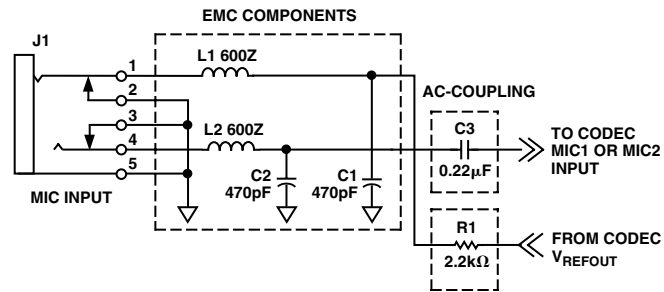 EMC COMPONENTS
J1
1
L1 600Z
2
AC-COUPLING
3
C3
4
L2 600Z
TO CODEC
MIC1 OR MIC2
INPUT
0.22μF
5
C2
470pF
C1
470pF
MIC INPUT
R1
2.2kΩ
FROM CODEC
VREFOUT